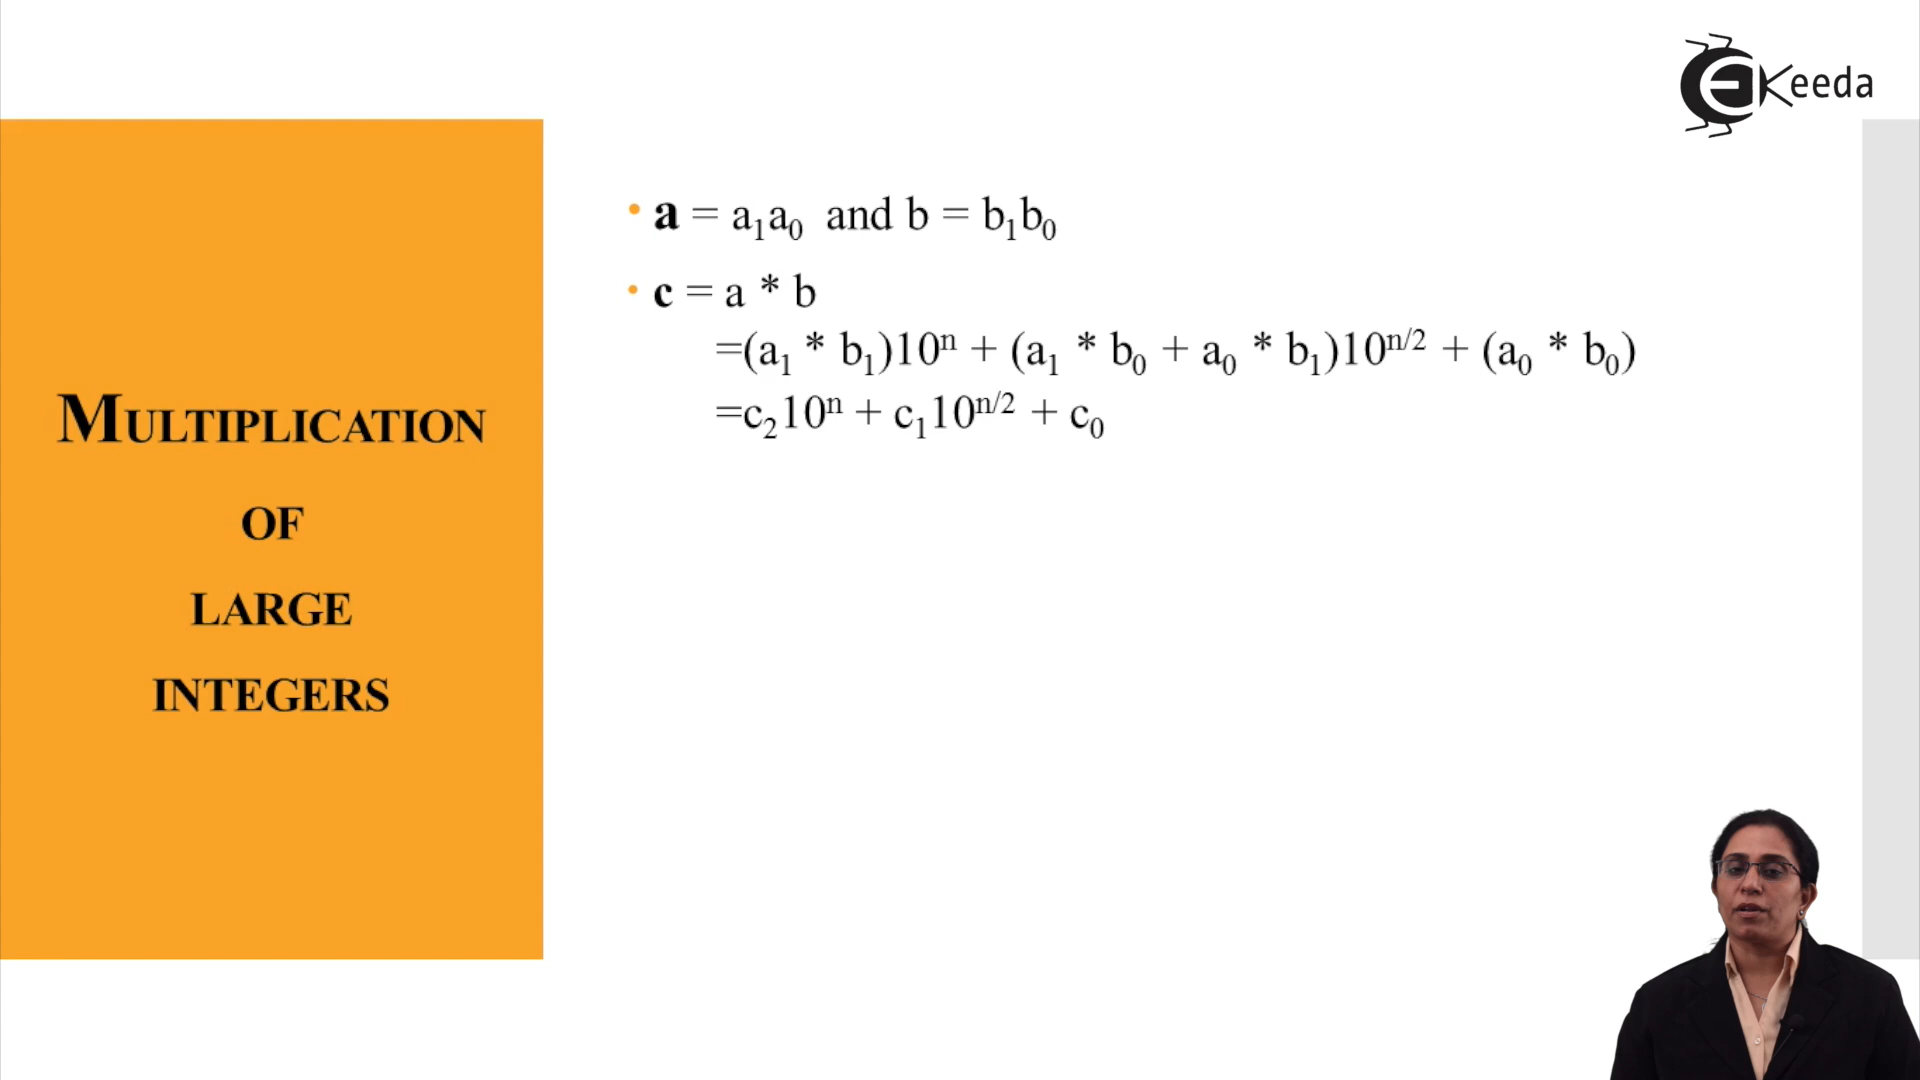 Keeda
MULTIPLICATION
OF
LARGE
INTEGERS
• a = a₁a₀ and b = b₁b₀
• c = a * b
=(a₁ * b₁)10ⁿ + (a₁ * b₀ + a₀ * b₁)10ⁿ/² + (a₀ * b₀)
=c₂10ⁿ + c₁10ⁿ/² + c₀